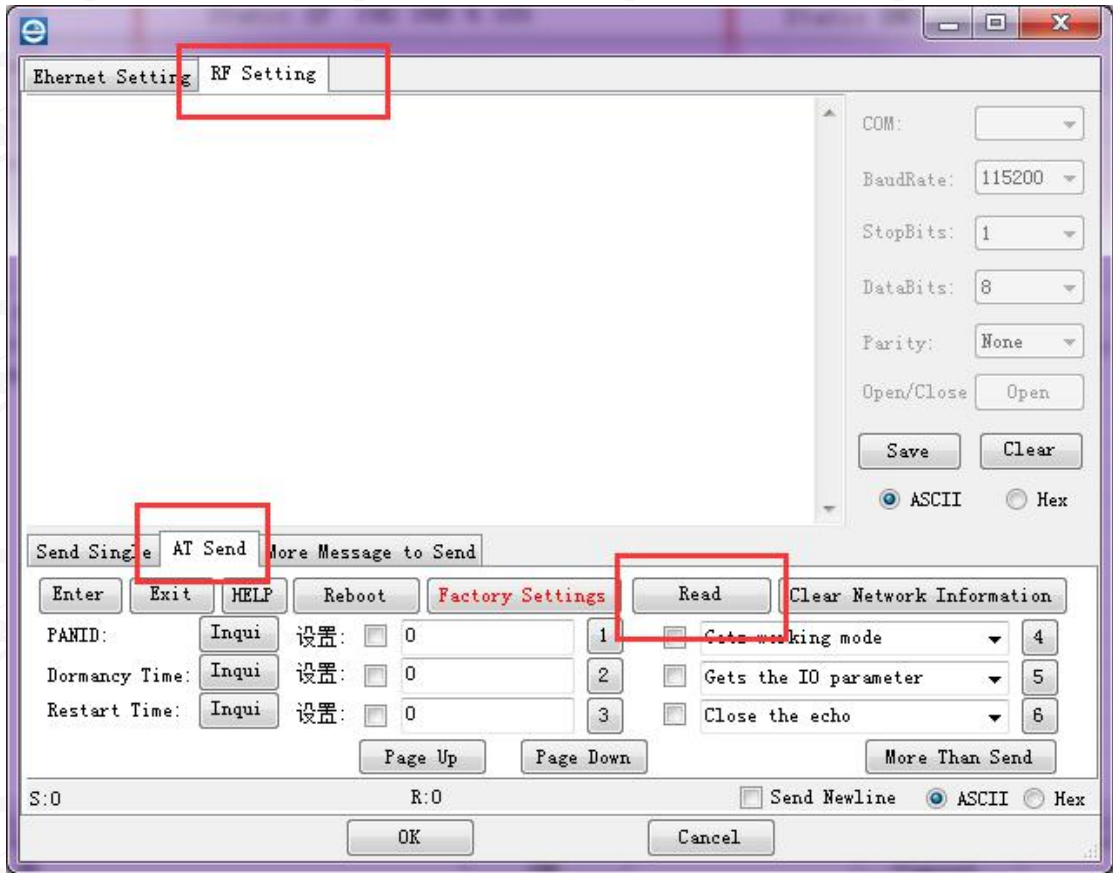 Ehernet Setting RF Setting
COM:
BaudRate: 115200
StopBits: 1
DataBits: 8
Parity: None
Open/Close Open
Save Clear
ASCII Hex
Send Single AT Send More Message to Send
Enter Exit HELP Reboot Factory Settings Read Clear Network Information
PANID: Inqui 设置: 0 1 Gets working mode 4
Dormancy Time: Inqui 设置: 0 2 Gets the IO parameter 5
Restart Time: Inqui 设置: 0 3 Close the echo 6
Page Up Page Down More Than Send
S:0 R:0 Send Newline ASCII Hex
OK Cancel